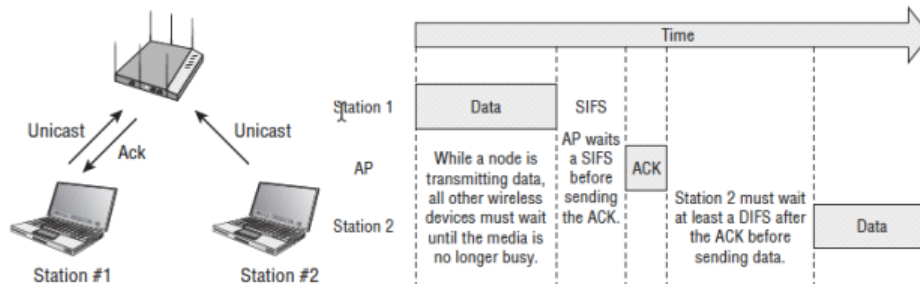 Time
Station 1
Data
SIFS
Unicast
Ack
Unicast
AP
While a node is
transmitting data,
all other wireless
devices must wait
until the media is
no longer busy.
AP waits
a SIFS
before
sending
the ACK.
ACK
Station 2
Station 2 must wait
at least a DIFS after
the ACK before
sending data.
Data
Station #1
Station #2